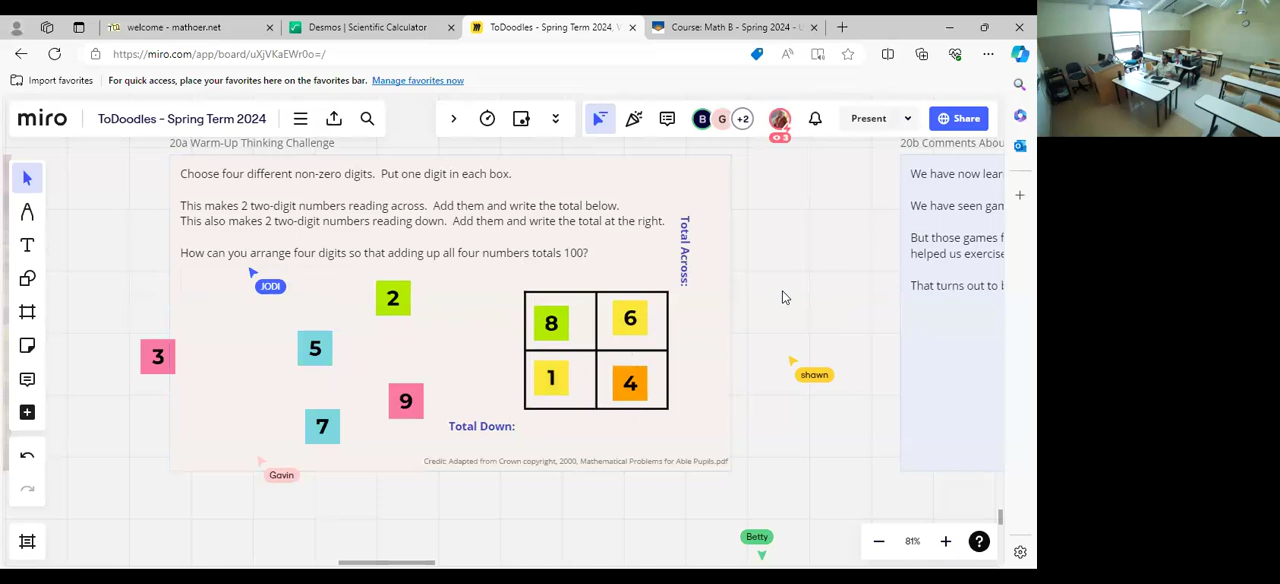 welcome - mathoer.net
Desmos | Scientific Calculator
ToDoodles - Spring Term 2024, V
Course: Math B - Spring 2024 - U
https://miro.com/app/board/uXjVKaEWr0o=/
Import favorites
For quick access, place your favorites here on the favorites bar. Manage favorites now
miro
ToDoodles - Spring Term 2024
B
G
+2
3
Present
Share
20a Warm-Up Thinking Challenge
20b Comments Abou
Choose four different non-zero digits. Put one digit in each box.
This makes 2 two-digit numbers reading across. Add them and write the total below.
This also makes 2 two-digit numbers reading down. Add them and write the total at the right.
How can you arrange four digits so that adding up all four numbers totals 100?
Total Across:
JODI
2
8
6
5
3
1
4
9
7
Total Down:
Credit: Adapted from Crown copyright, 2000, Mathematical Problems for Able Pupils.pdf
Gavin
shawn
Betty
We have now lear
We have seen gam
But those games f
helped us exercise
That turns out to b
81%
?